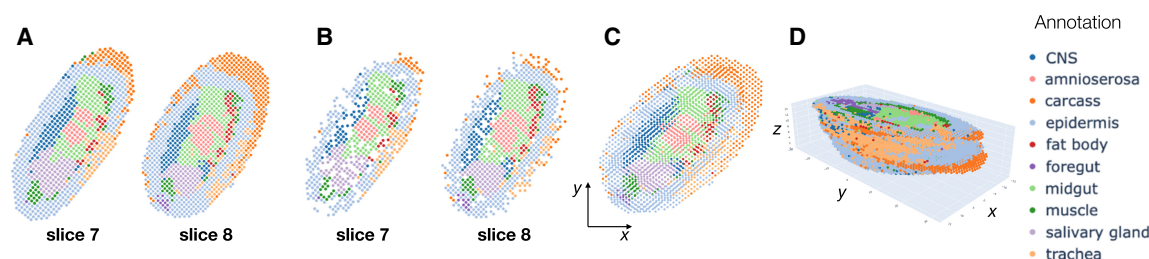 A
B
C
D
slice 7
slice 8
slice 7
slice 8
y
x
z
y
x
Annotation
CNS
amnioserosa
carcass
epidermis
fat body
foregut
midgut
muscle
salivary gland
trachea